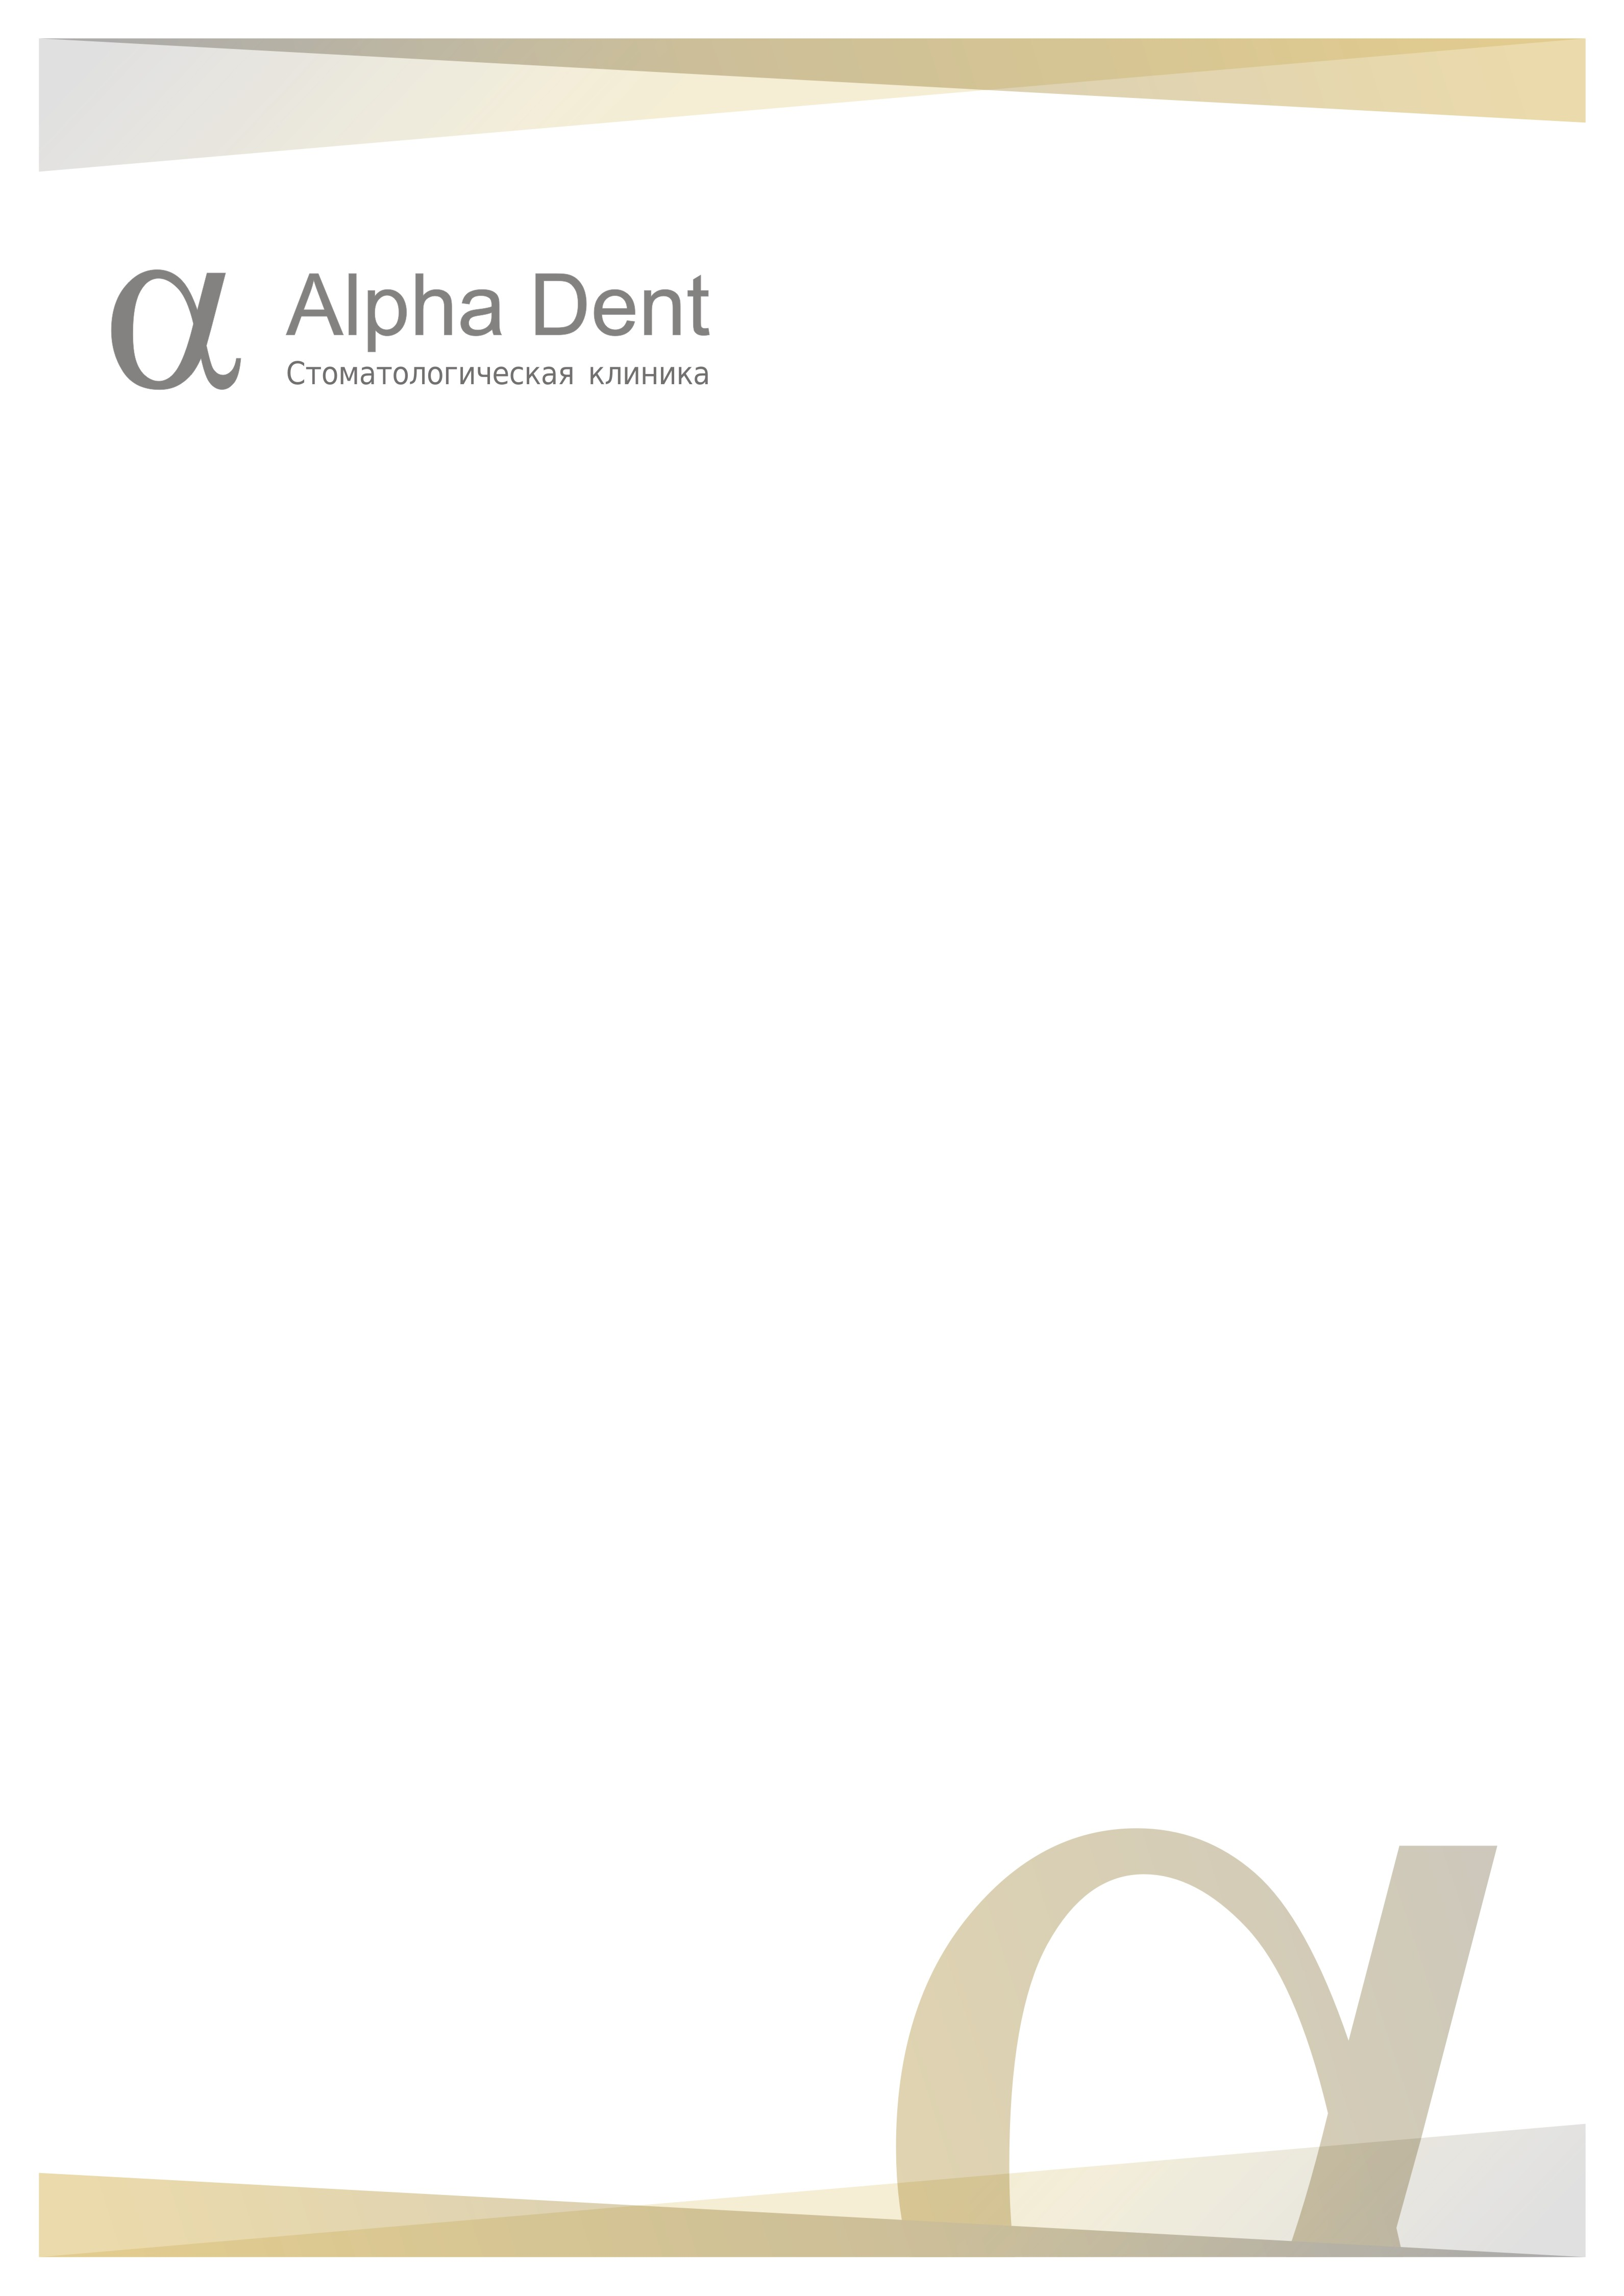 α Alpha Dent
Стоматологическая клиника
α